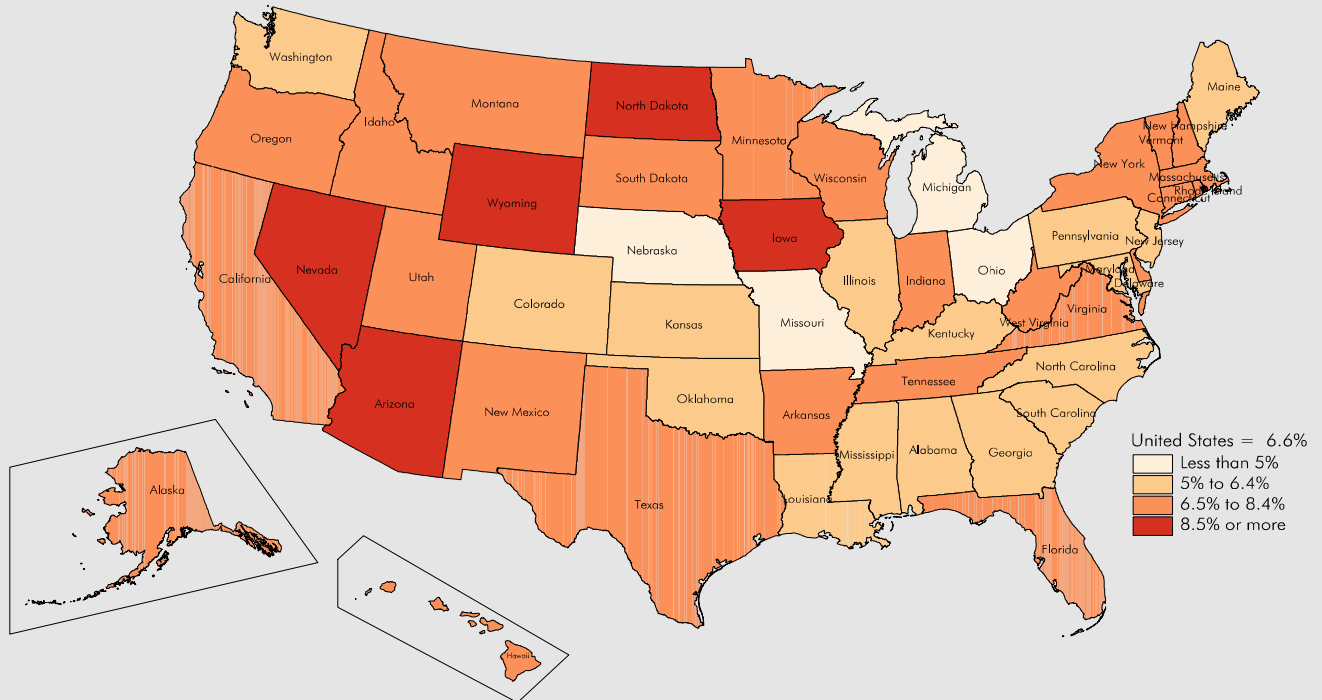 Washington
Maine
Montana
North Dakota
Idaho
New Hampshire
Oregon
Minnesota
Vermont
New York
Massachusetts
South Dakota
Wisconsin
Michigan
Rhode Island
Connecticut
Wyoming
Iowa
Pennsylvania
New Jersey
Nebraska
Nevada
Utah
California
Illinois
Indiana
Ohio
Maryland
Delaware
Colorado
Kansas
Missouri
Kentucky
West Virginia
Virginia
North Carolina
Tennessee
Arizona
New Mexico
Oklahoma
Arkansas
South Carolina
Mississippi
Alabama
Georgia
United States = 6.6%
Less than 5%
5% to 6.4%
6.5% to 8.4%
8.5% or more
Alaska
Texas
Louisiana
Florida
Hawaii